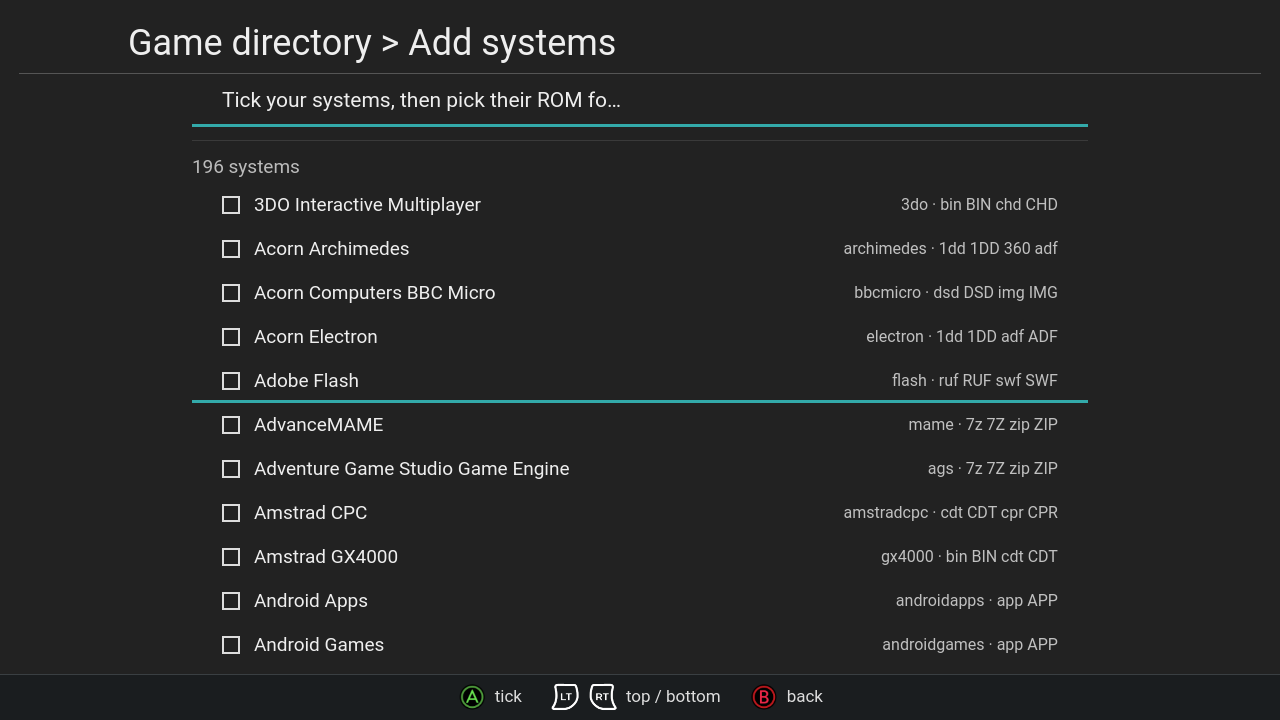 Game directory > Add systems
Tick your systems, then pick their ROM fo…
196 systems
3DO Interactive Multiplayer 3do · bin BIN chd CHD
Acorn Archimedes archimedes · 1dd 1DD 360 adf
Acorn Computers BBC Micro bbcmicro · dsd DSD img IMG
Acorn Electron electron · 1dd 1DD adf ADF
Adobe Flash flash · ruf RUF swf SWF
AdvanceMAME mame · 7z 7Z zip ZIP
Adventure Game Studio Game Engine ags · 7z 7Z zip ZIP
Amstrad CPC amstradcpc · cdt CDT cpr CPR
Amstrad GX4000 gx4000 · bin BIN cdt CDT
Android Apps androidapps · app APP
Android Games androidgames · app APP
A tick LT RT top / bottom B back